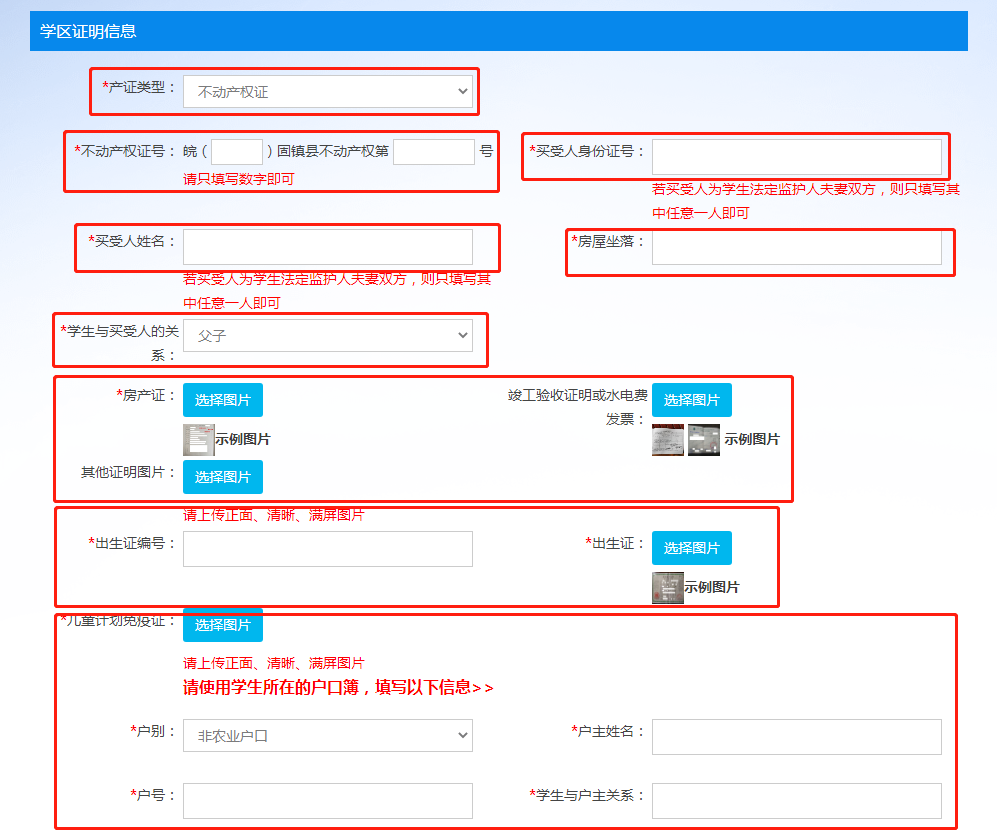 学区证明信息
*产证类型： 不动产权证
*不动产权证号： 皖（ ）固镇县不动产权第 号 *买受人身份证号：
请只填写数字即可 若买受人为学生法定监护人夫妻双方，则只填写其
中任意一人即可
*买受人姓名： *房屋坐落：
若买受人为学生法定监护人夫妻双方，则只填写其
中任意一人即可
*学生与买受人的关
系： 父子
*房产证： 选择图片 竣工验收证明或水电费
发票： 选择图片
示例图片 示例图片
其他证明图片： 选择图片
请上传正面、清晰、满屏图片
*出生证编号： *出生证： 选择图片
示例图片
*儿童计划免疫证： 选择图片
请上传正面、清晰、满屏图片
请使用学生所在的户口簿，填写以下信息>>
*户别： 非农业户口 *户主姓名：
*户号： *学生与户主关系：